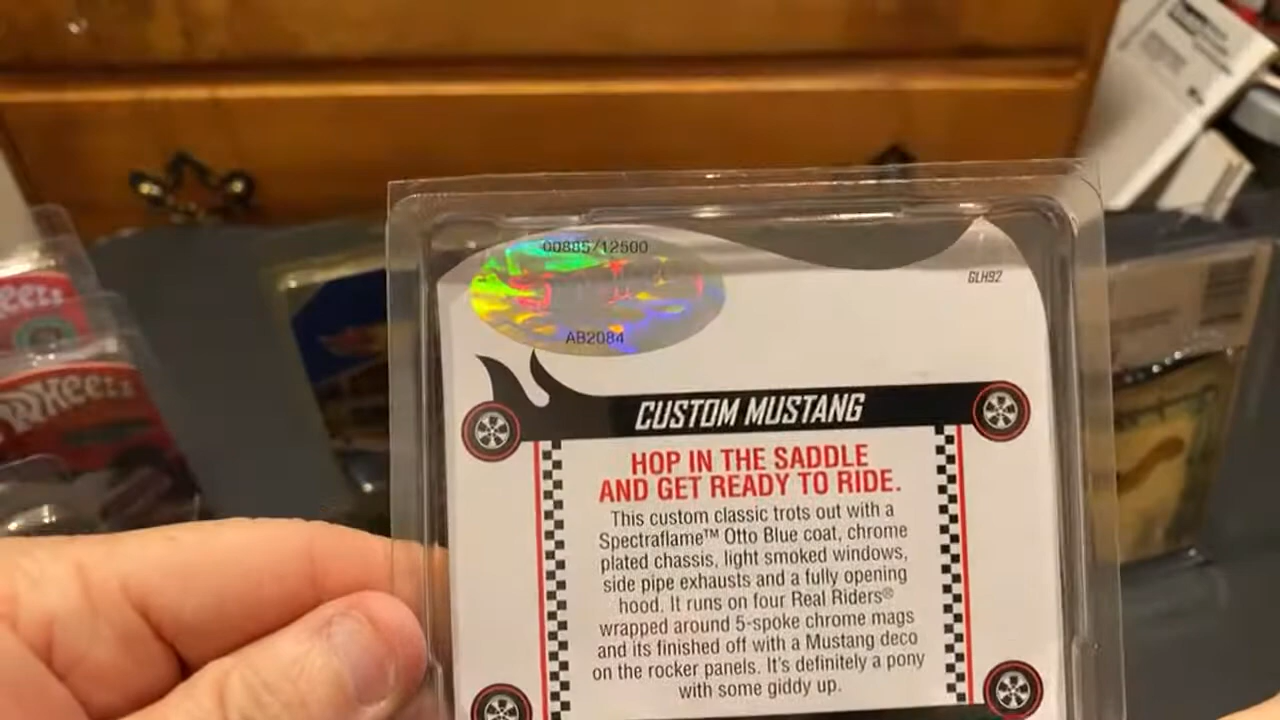 00885/12500
AB2084
GLH92
CUSTOM MUSTANG
HOP IN THE SADDLE
AND GET READY TO RIDE.
This custom classic trots out with a
Spectraflame™ Otto Blue coat, chrome
plated chassis, light smoked windows,
side pipe exhausts and a fully opening
hood. It runs on four Real Riders®
wrapped around 5-spoke chrome mags
and its finished off with a Mustang deco
on the rocker panels. It's definitely a pony
with some giddy up.
eels
Wheels